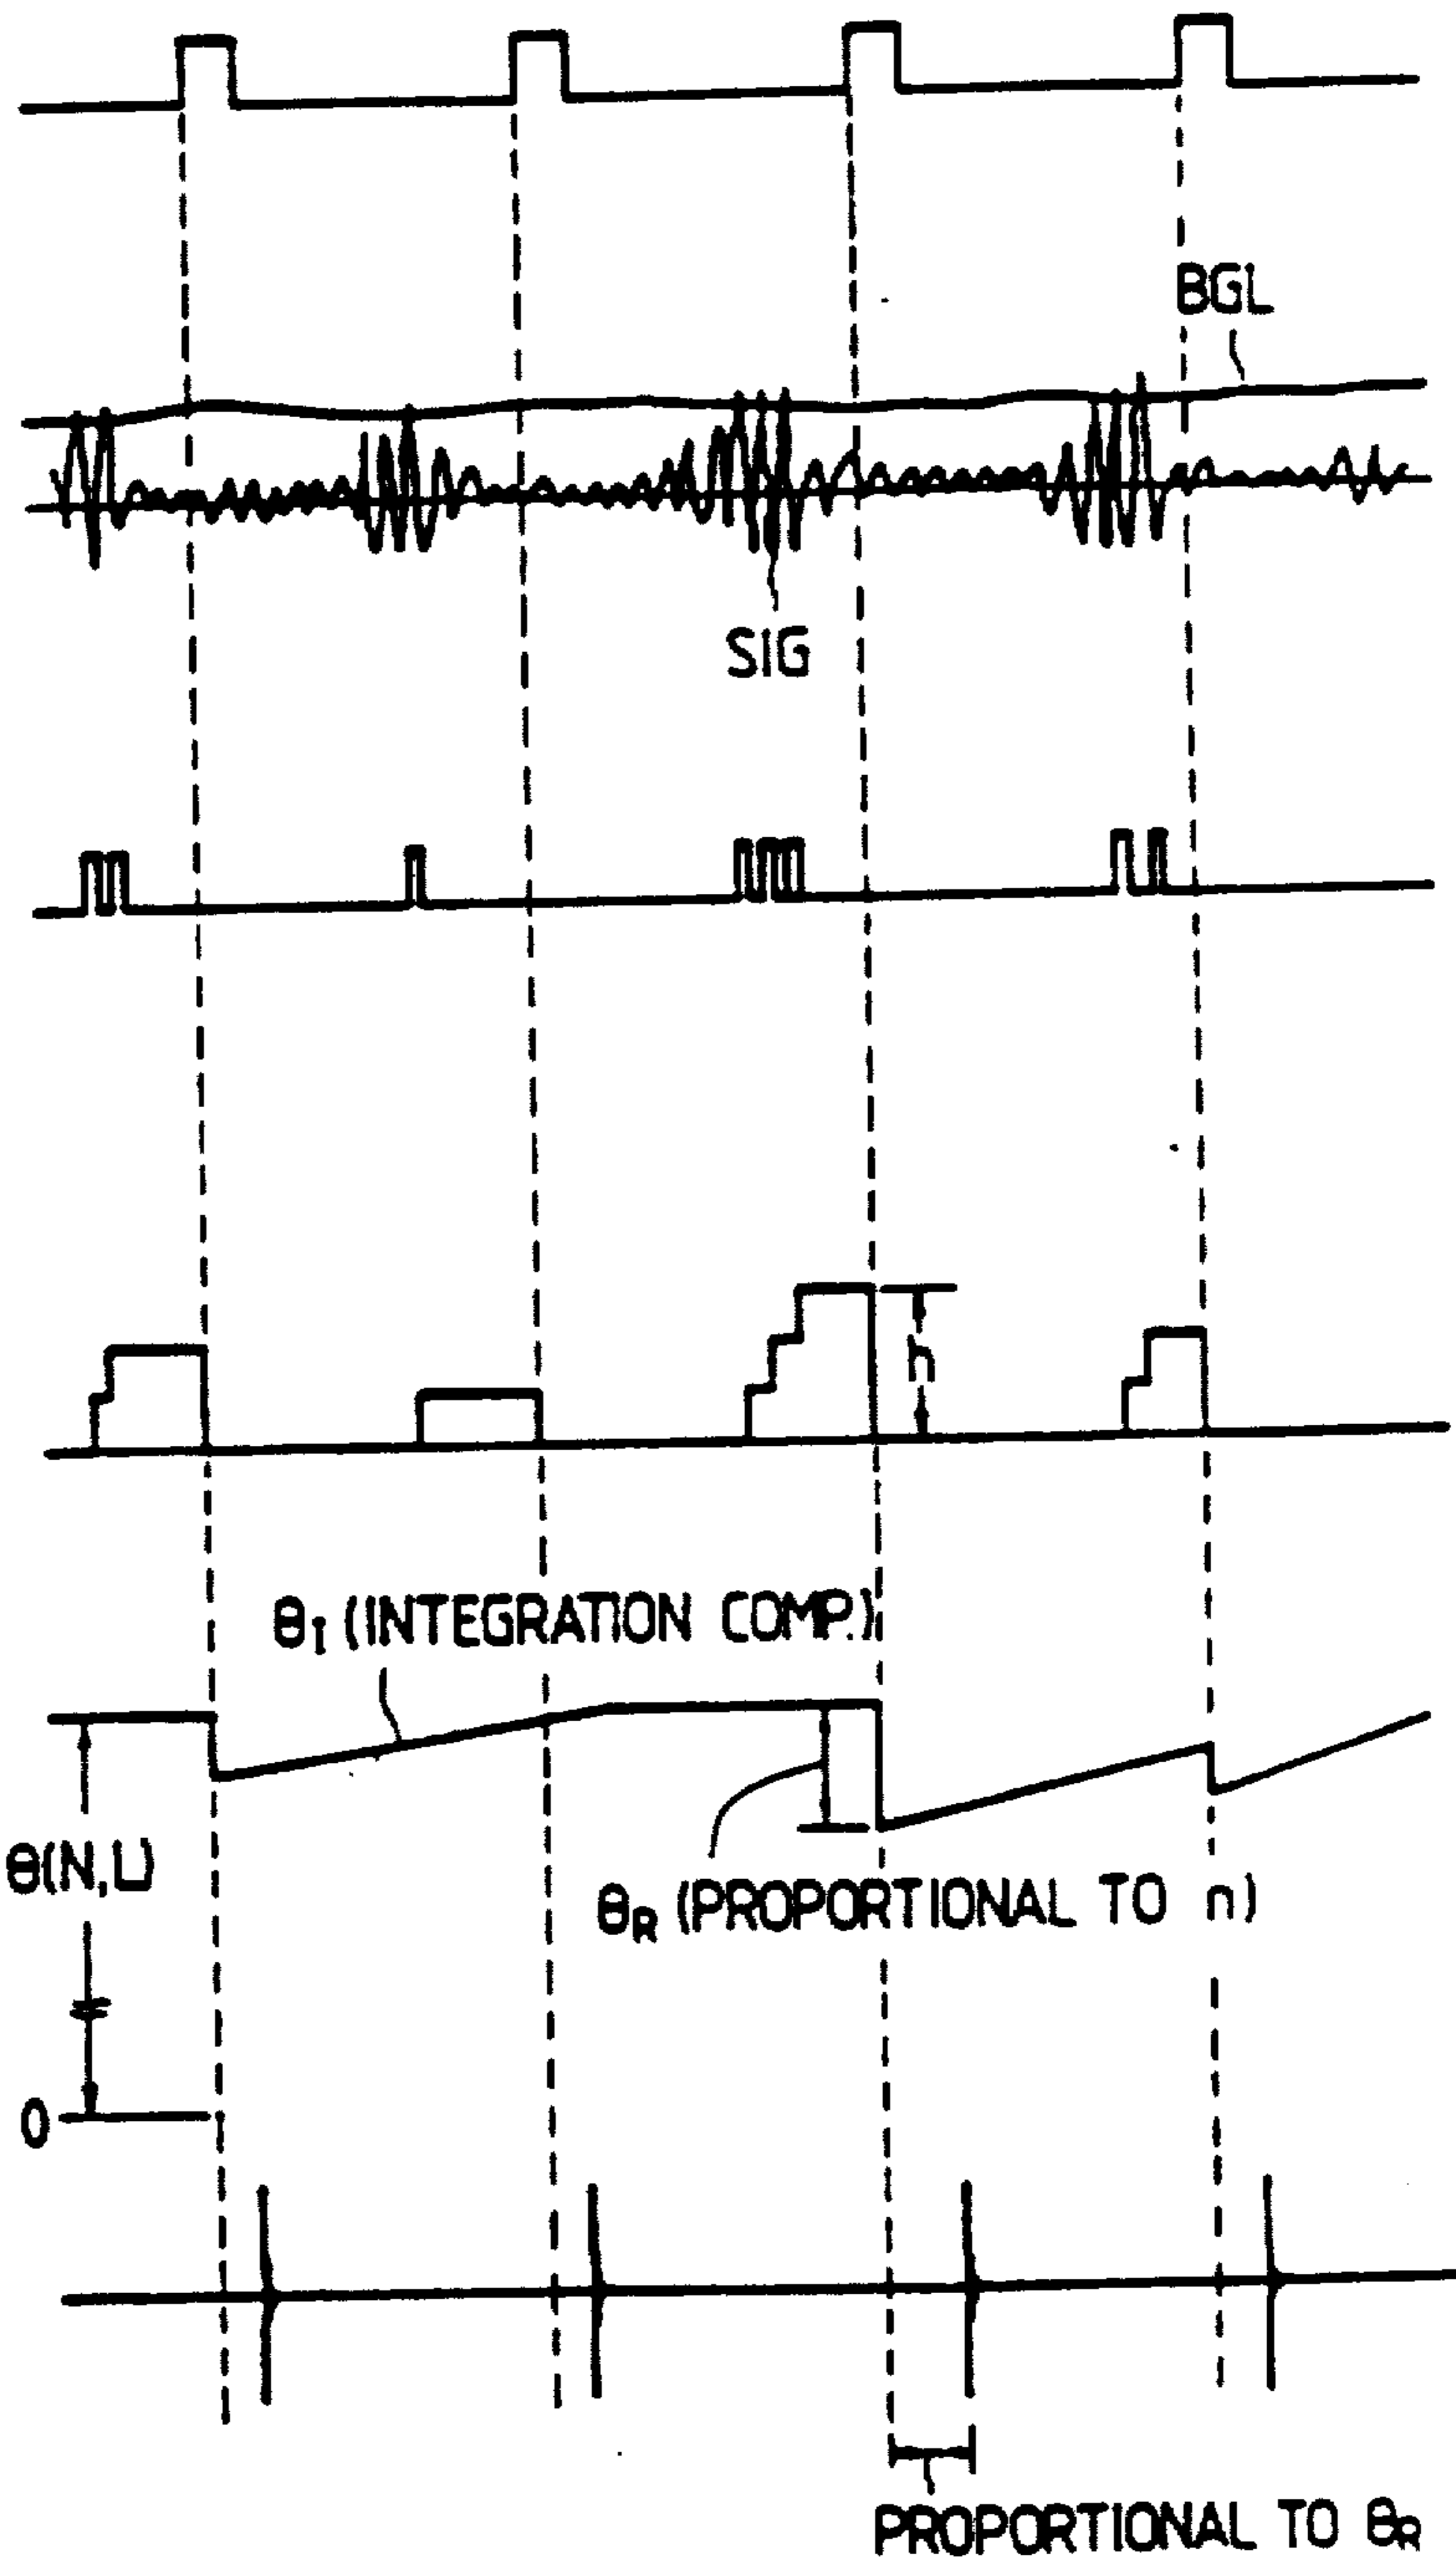 BGL
SIG
n
θI (INTEGRATION COMP.)
θ(N,L)
θR (PROPORTIONAL TO n)
0
PROPORTIONAL TO θR